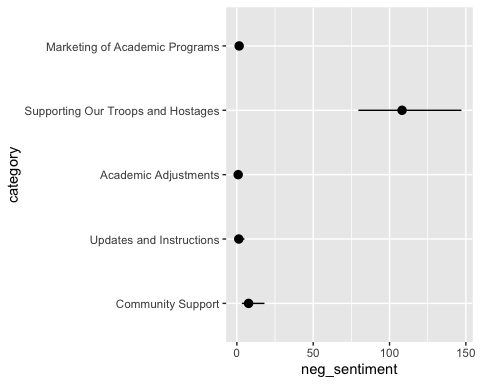 Marketing of Academic Programs
Supporting Our Troops and Hostages
Academic Adjustments
Updates and Instructions
Community Support
category
0 50 100 150
neg_sentiment